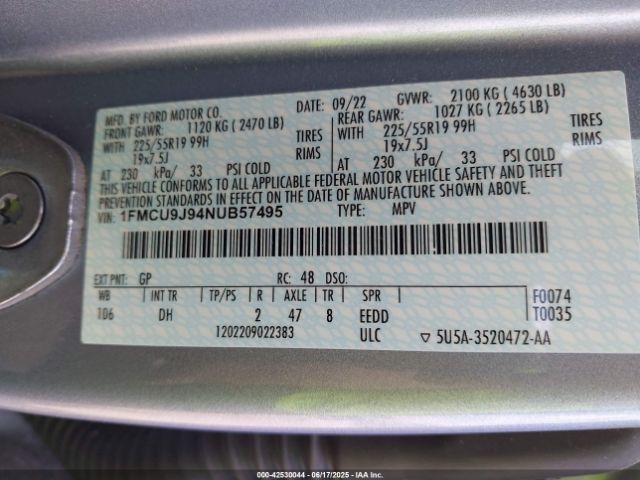 MFD. BY FORD MOTOR CO. DATE: 09/22 GVWR: 2100 KG ( 4630 LB)
FRONT GAWR: 1120 KG ( 2470 LB) REAR GAWR: 1027 KG ( 2265 LB)
WITH 225/55R19 99H TIRES WITH 225/55R19 99H TIRES
19x7.5J RIMS 19x7.5J RIMS
AT 230 kPa/ 33 PSI COLD AT 230 kPa/ 33 PSI COLD
THIS VEHICLE CONFORMS TO ALL APPLICABLE FEDERAL MOTOR VEHICLE SAFETY AND THEFT
PREVENTION STANDARDS IN EFFECT ON THE DATE OF MANUFACTURE SHOWN ABOVE.
VIN: 1FMCU9J94NUB57495 TYPE: MPV
EXT PNT: GP RC: 48 DSO:
WB INT TR TP/PS R AXLE TR SPR F0074
106 DH 2 47 8 EEDD T0035
1202209022383 ULC ▽ 5U5A-3520472-AA
000-42530044 | 06/17/2025 - IAA, Inc.